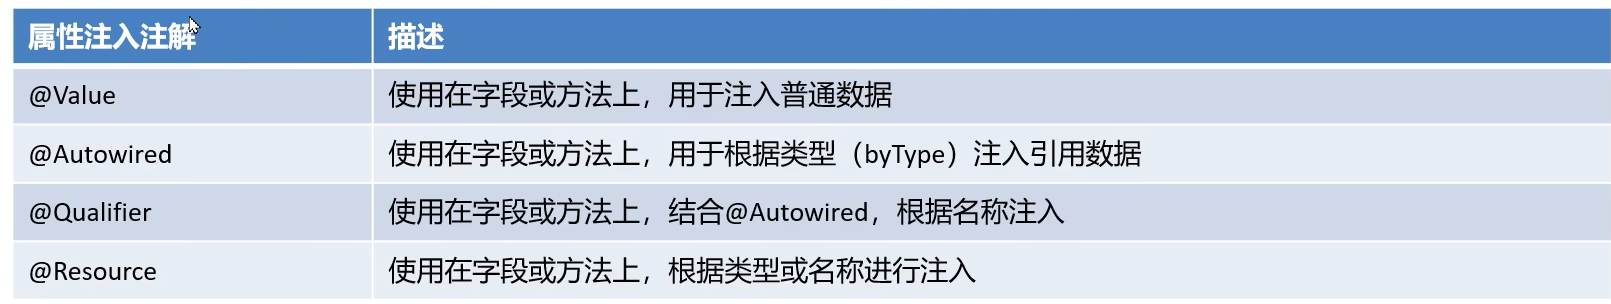 属性注入注解 描述
@Value 使用在字段或方法上，用于注入普通数据
@Autowired 使用在字段或方法上，用于根据类型（byType）注入引用数据
@Qualifier 使用在字段或方法上，结合@Autowired，根据名称注入
@Resource 使用在字段或方法上，根据类型或名称进行注入